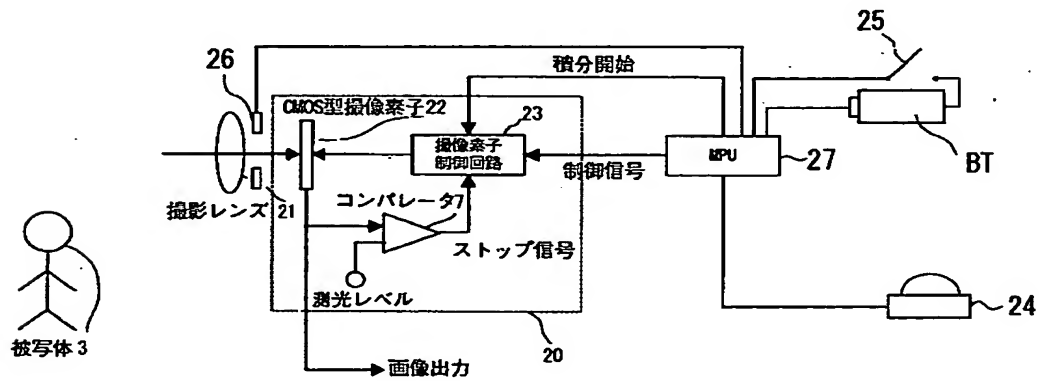 25
26
積分開始
CMOS型撮像素子22
23
撮像素子
制御回路
制御信号
MPU
27
BT
撮影レンズ 21
コンパレータ7
ストップ信号
測光レベル
24
被写体 3
20
画像出力